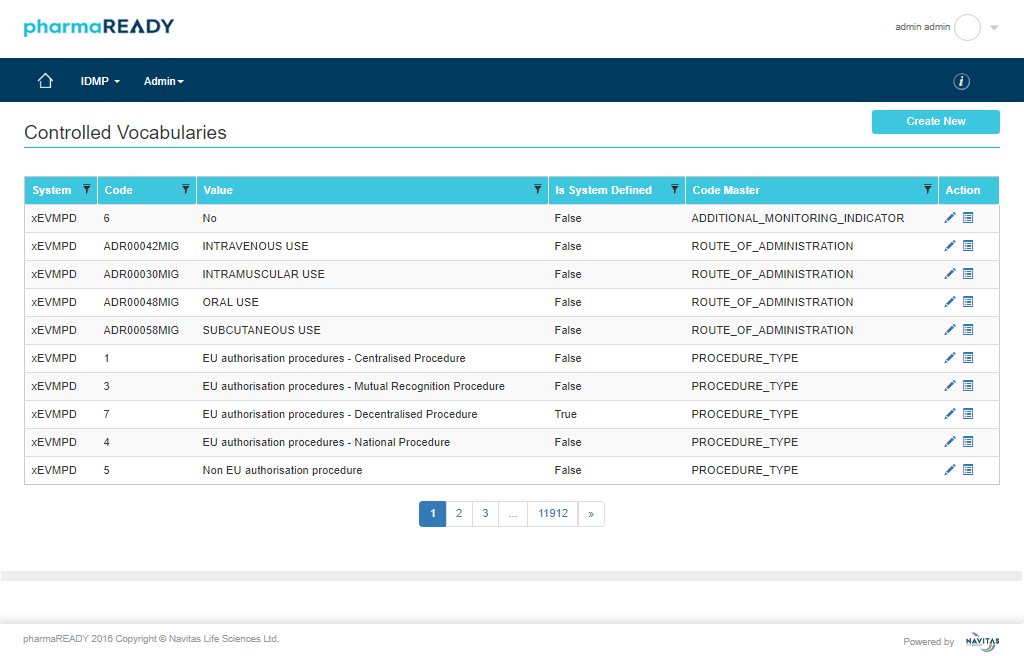 pharmaREADY
admin admin
IDMP Admin
Controlled Vocabularies
Create New
System Code Value Is System Defined Code Master Action
xEVMPD 6 No False ADDITIONAL_MONITORING_INDICATOR
xEVMPD ADR00042MIG INTRAVENOUS USE False ROUTE_OF_ADMINISTRATION
xEVMPD ADR00030MIG INTRAMUSCULAR USE False ROUTE_OF_ADMINISTRATION
xEVMPD ADR00048MIG ORAL USE False ROUTE_OF_ADMINISTRATION
xEVMPD ADR00058MIG SUBCUTANEOUS USE False ROUTE_OF_ADMINISTRATION
xEVMPD 1 EU authorisation procedures - Centralised Procedure False PROCEDURE_TYPE
xEVMPD 3 EU authorisation procedures - Mutual Recognition Procedure False PROCEDURE_TYPE
xEVMPD 7 EU authorisation procedures - Decentralised Procedure True PROCEDURE_TYPE
xEVMPD 4 EU authorisation procedures - National Procedure False PROCEDURE_TYPE
xEVMPD 5 Non EU authorisation procedure False PROCEDURE_TYPE
1 2 3 ... 11912 »
pharmaREADY 2016 Copyright © Navitas Life Sciences Ltd.
Powered by NAVITAS